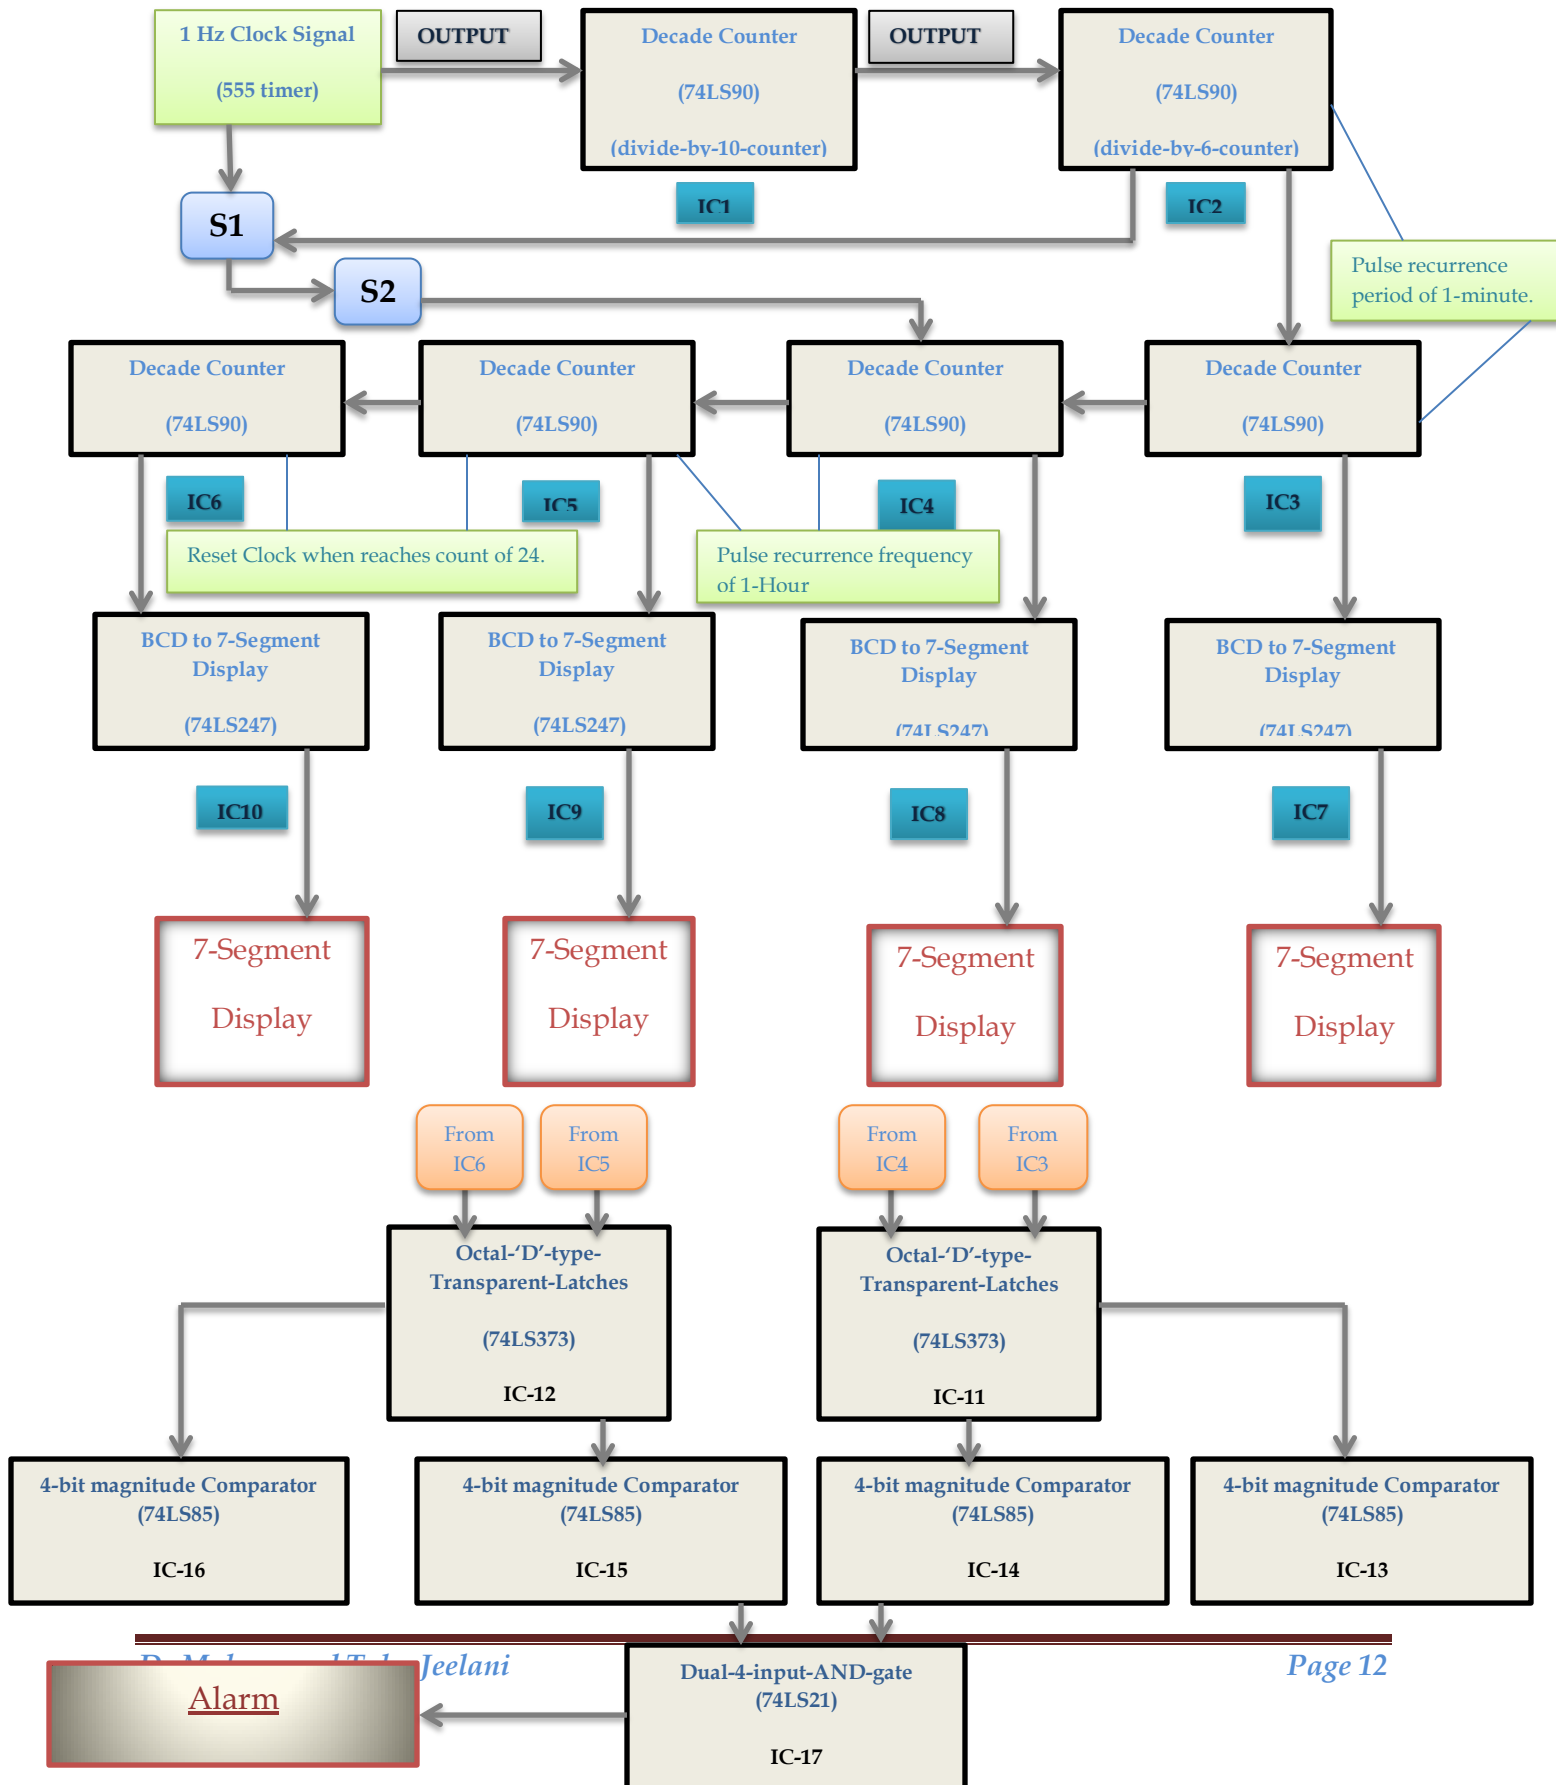 1 Hz Clock Signal
(555 timer)
OUTPUT
Decade Counter
(74LS90)
(divide-by-10-counter)
OUTPUT
Decade Counter
(74LS90)
(divide-by-6-counter)
IC1
IC2
S1
S2
Pulse recurrence
period of 1-minute.
Decade Counter
(74LS90)
Decade Counter
(74LS90)
Decade Counter
(74LS90)
Decade Counter
(74LS90)
IC6
IC5
IC4
IC3
Reset Clock when reaches count of 24.
Pulse recurrence frequency
of 1-Hour
BCD to 7-Segment
Display
(74LS247)
BCD to 7-Segment
Display
(74LS247)
BCD to 7-Segment
Display
(74LS247)
BCD to 7-Segment
Display
(74LS247)
IC10
IC9
IC8
IC7
7-Segment
Display
7-Segment
Display
7-Segment
Display
7-Segment
Display
From
IC6
From
IC5
From
IC4
From
IC3
Octal-‘D’-type-
Transparent-Latches
(74LS373)
IC-12
Octal-‘D’-type-
Transparent-Latches
(74LS373)
IC-11
4-bit magnitude Comparator
(74LS85)
IC-16
4-bit magnitude Comparator
(74LS85)
IC-15
4-bit magnitude Comparator
(74LS85)
IC-14
4-bit magnitude Comparator
(74LS85)
IC-13
Jeelani
Page 12
Alarm
Dual-4-input-AND-gate
(74LS21)
IC-17